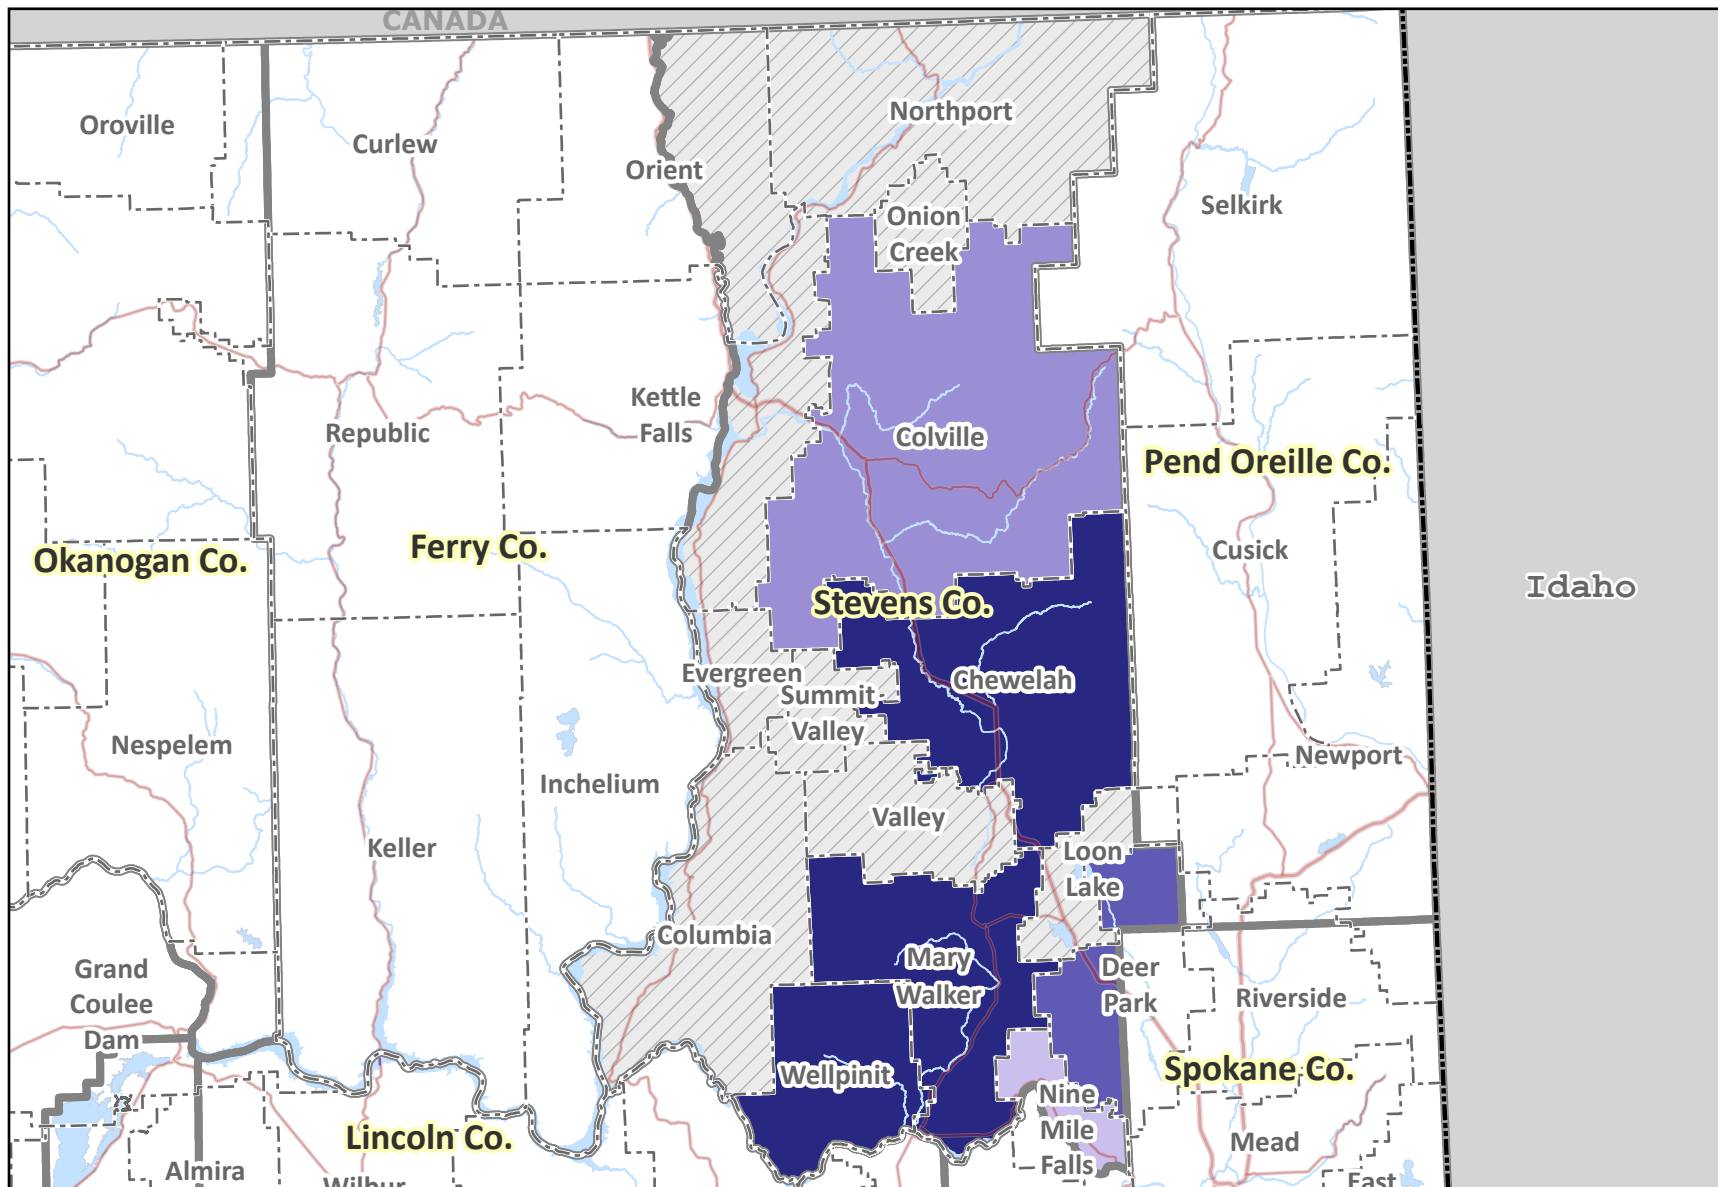 CANADA
Oroville
Curlew
Orient
Northport
Selkirk
Onion
Creek
Kettle
Falls
Republic
Colville
Pend Oreille Co.
Okanogan Co.
Ferry Co.
Cusick
Idaho
Stevens Co.
Evergreen
Summit
Valley
Chewelah
Nespelem
Newport
Inchelium
Valley
Keller
Loon
Lake
Columbia
Mary
Walker
Deer
Park
Grand
Coulee
Dam
Riverside
Wellpinit
Spokane Co.
Nine
Mile
Falls
Lincoln Co.
Mead
Almira
Wilbur
East